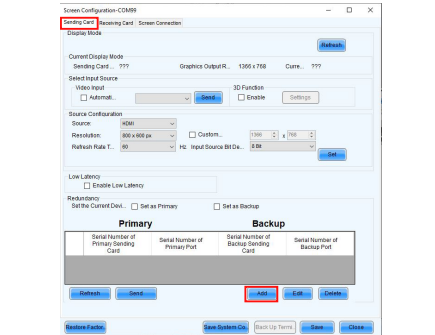 Screen Configuration-COM99
Sending Card Receiving Card Screen Connection
Display Mode
Refresh
Current Display Mode
Sending Card... ??? Graphics Output R... 1366 x 768 Curre... ???
Select Input Source
Video Input 3D Function
Automati... Send Enable Settings
Source Configuration
Source: HDMI
Resolution: 800 x 600 px Custom... 1366 x 768
Refresh Rate T... 60 Hz Input Source Bit De... 8 Bit
Set
Low Latency
Enable Low Latency
Redundancy
Set the Current Devi... Set as Primary Set as Backup
Primary Backup
Serial Number of Primary Sending Card
Serial Number of Primary Port
Serial Number of Backup Sending Card
Serial Number of Backup Port
Refresh Send Add Edit Delete
Restore Factor.. Save System Co.. Back Up Termi.. Save Close